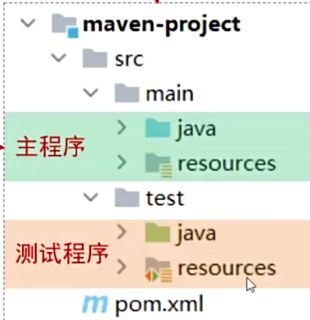 maven-project
src
main
主程序
java
resources
test
测试程序
java
resources
pom.xml